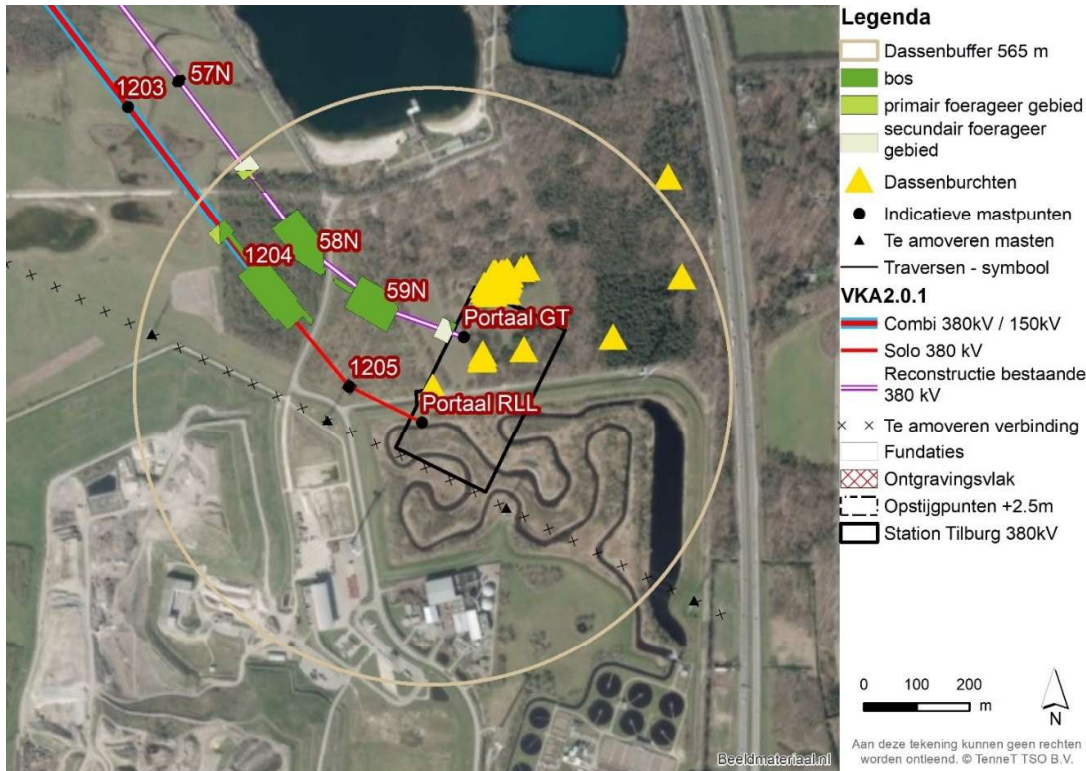 57N
1203
58N
1204
59N
Portaal GT
1205
Portaal RLL
Beeldmateriaal.nl
Legenda
Dassenbuffer 565 m
bos
primair foerageer gebied
secundair foerageer
gebied
Dassenburchten
Indicatieve mastpunten
Te amoveren masten
Traversen - symbool
VKA2.0.1
Combi 380kV / 150kV
Solo 380 kV
Reconstructie bestaande
380 kV
Te amoveren verbinding
Fundaties
Ontgravingsvlak
Opstijgpunten +2.5m
Station Tilburg 380kV
0 100 200
m
N
Aan deze tekening kunnen geen rechten
worden ontleend. © TenneT TSO B.V.